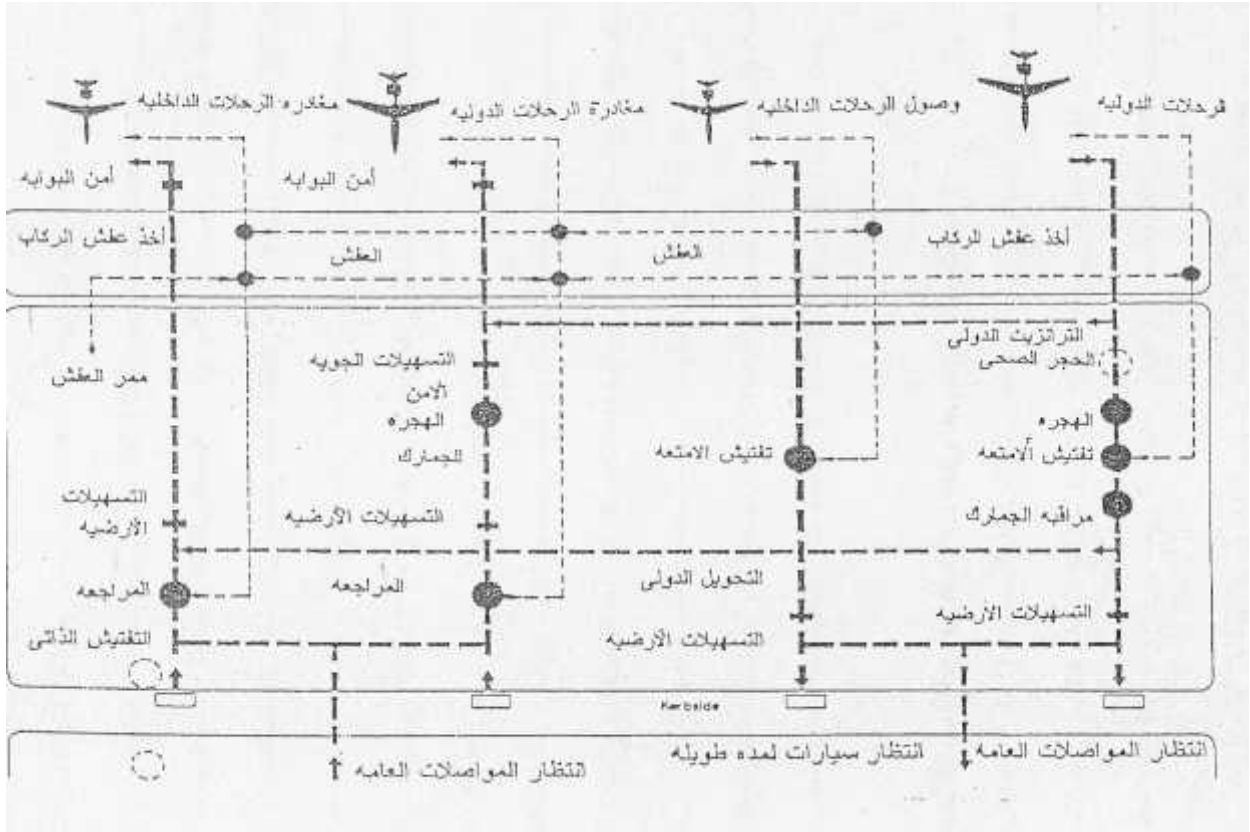 قرحلات الدوليه
وصول الرحلات الداخليه
مغادرة الرحلات الدوليه
مغادره الرحلات الداخليه
أمن البوابه
أمن البوابه
أخذ عفش الركاب
العفش
العفش
أخذ عفش الركاب
الترانزيت الدولى
الحجر الصحى
التسهيلات الجويه
الأمن
الهجره
الجمارك
ممر العفش
الهجره
تفتيش الامتعه
تفتيش الامتعه
مراقبه الجمارك
التسهيلات الأرضيه
التسهيلات
الأرضيه
التحويل الدولى
المراجعه
المراجعه
التسهيلات الأرضيه
التسهيلات الأرضيه
التفتيش الذاتى
Kerbside
انتظار المواصلات العامه
انتظار سيارات لمده طويله
انتظار المواصلات العامه